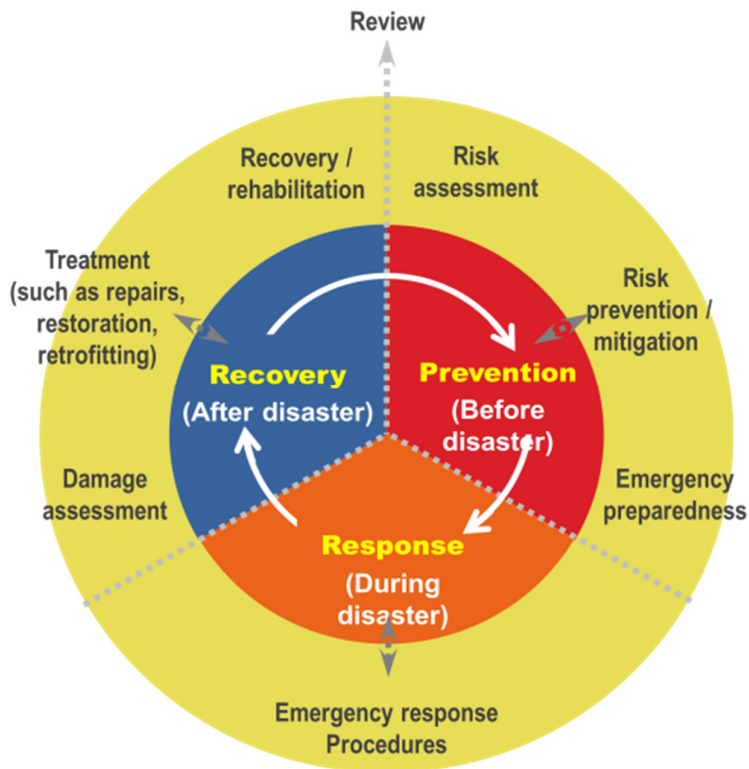 Review
Recovery /
rehabilitation
Risk
assessment
Treatment
(such as repairs,
restoration,
retrofitting)
Risk
prevention /
mitigation
Recovery
(After disaster)
Prevention
(Before
disaster)
Damage
assessment
Emergency
preparedness
Response
(During
disaster)
Emergency response
Procedures